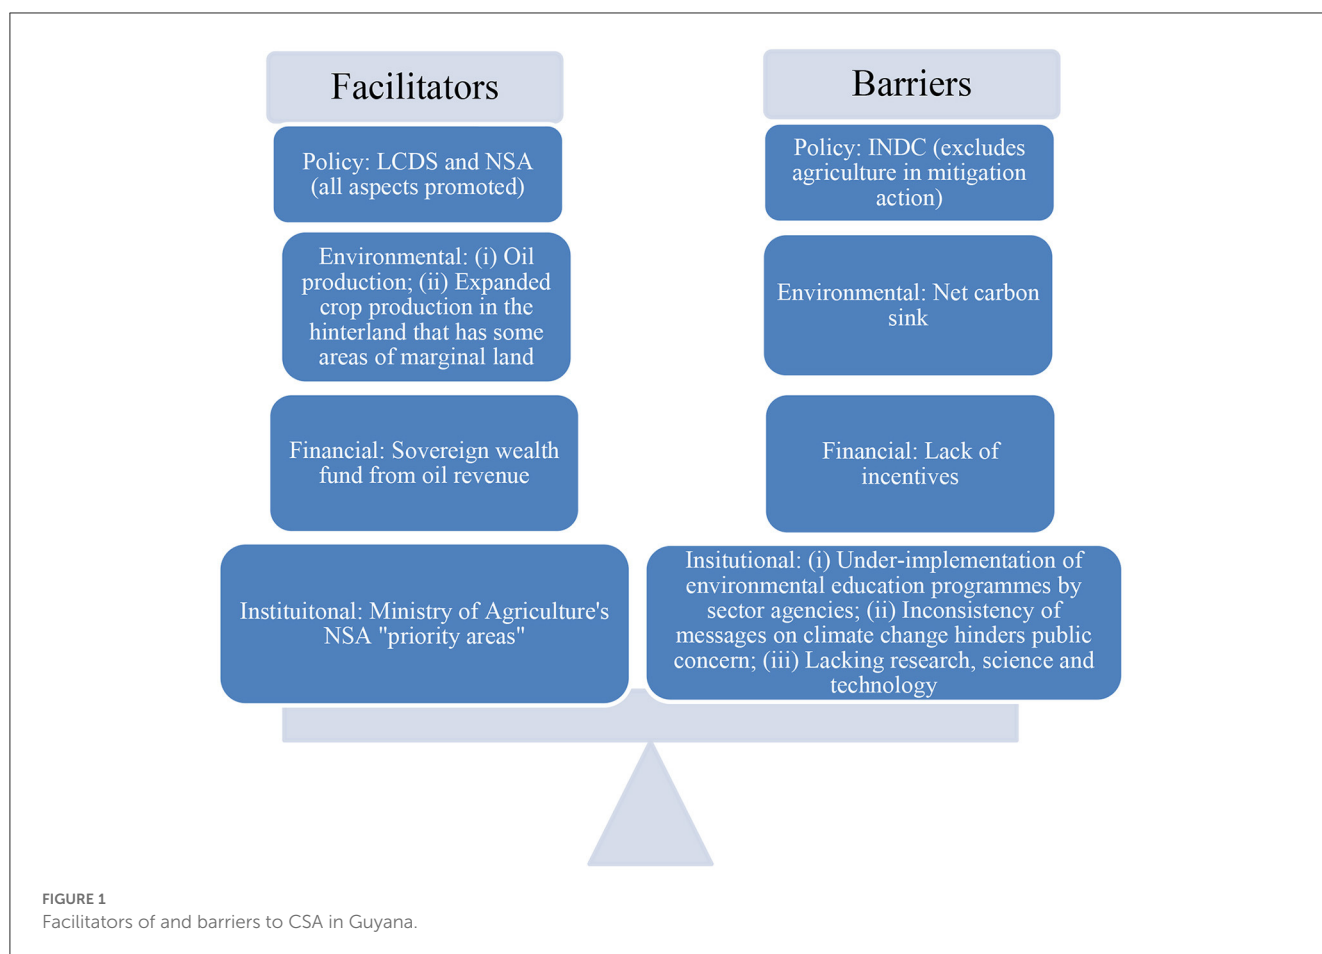 Facilitators
Policy: LCDS and NSA
(all aspects promoted)
Environmental: (i) Oil
production; (ii) Expanded
crop production in the
hinterland that has some
areas of marginal land
Financial: Sovereign wealth
fund from oil revenue
Instituitonal: Ministry of Agriculture's
NSA "priority areas"
Barriers
Policy: INDC (excludes
agriculture in mitigation
action)
Environmental: Net carbon
sink
Financial: Lack of
incentives
Insitutional: (i) Under-implementation of
environmental education programmes by
sector agencies; (ii) Inconsistency of
messages on climate change hinders public
concern; (iii) Lacking research, science and
technology
FIGURE 1
Facilitators of and barriers to CSA in Guyana.